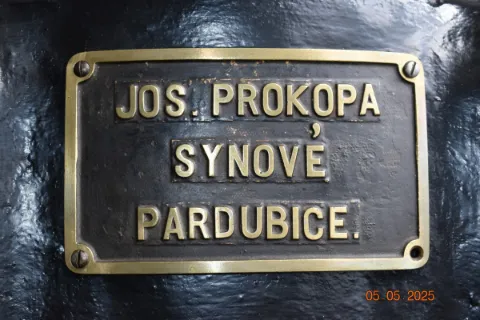 JOS. PROKOPA
SYNOVÉ
PARDUBICE.
05 05 2025